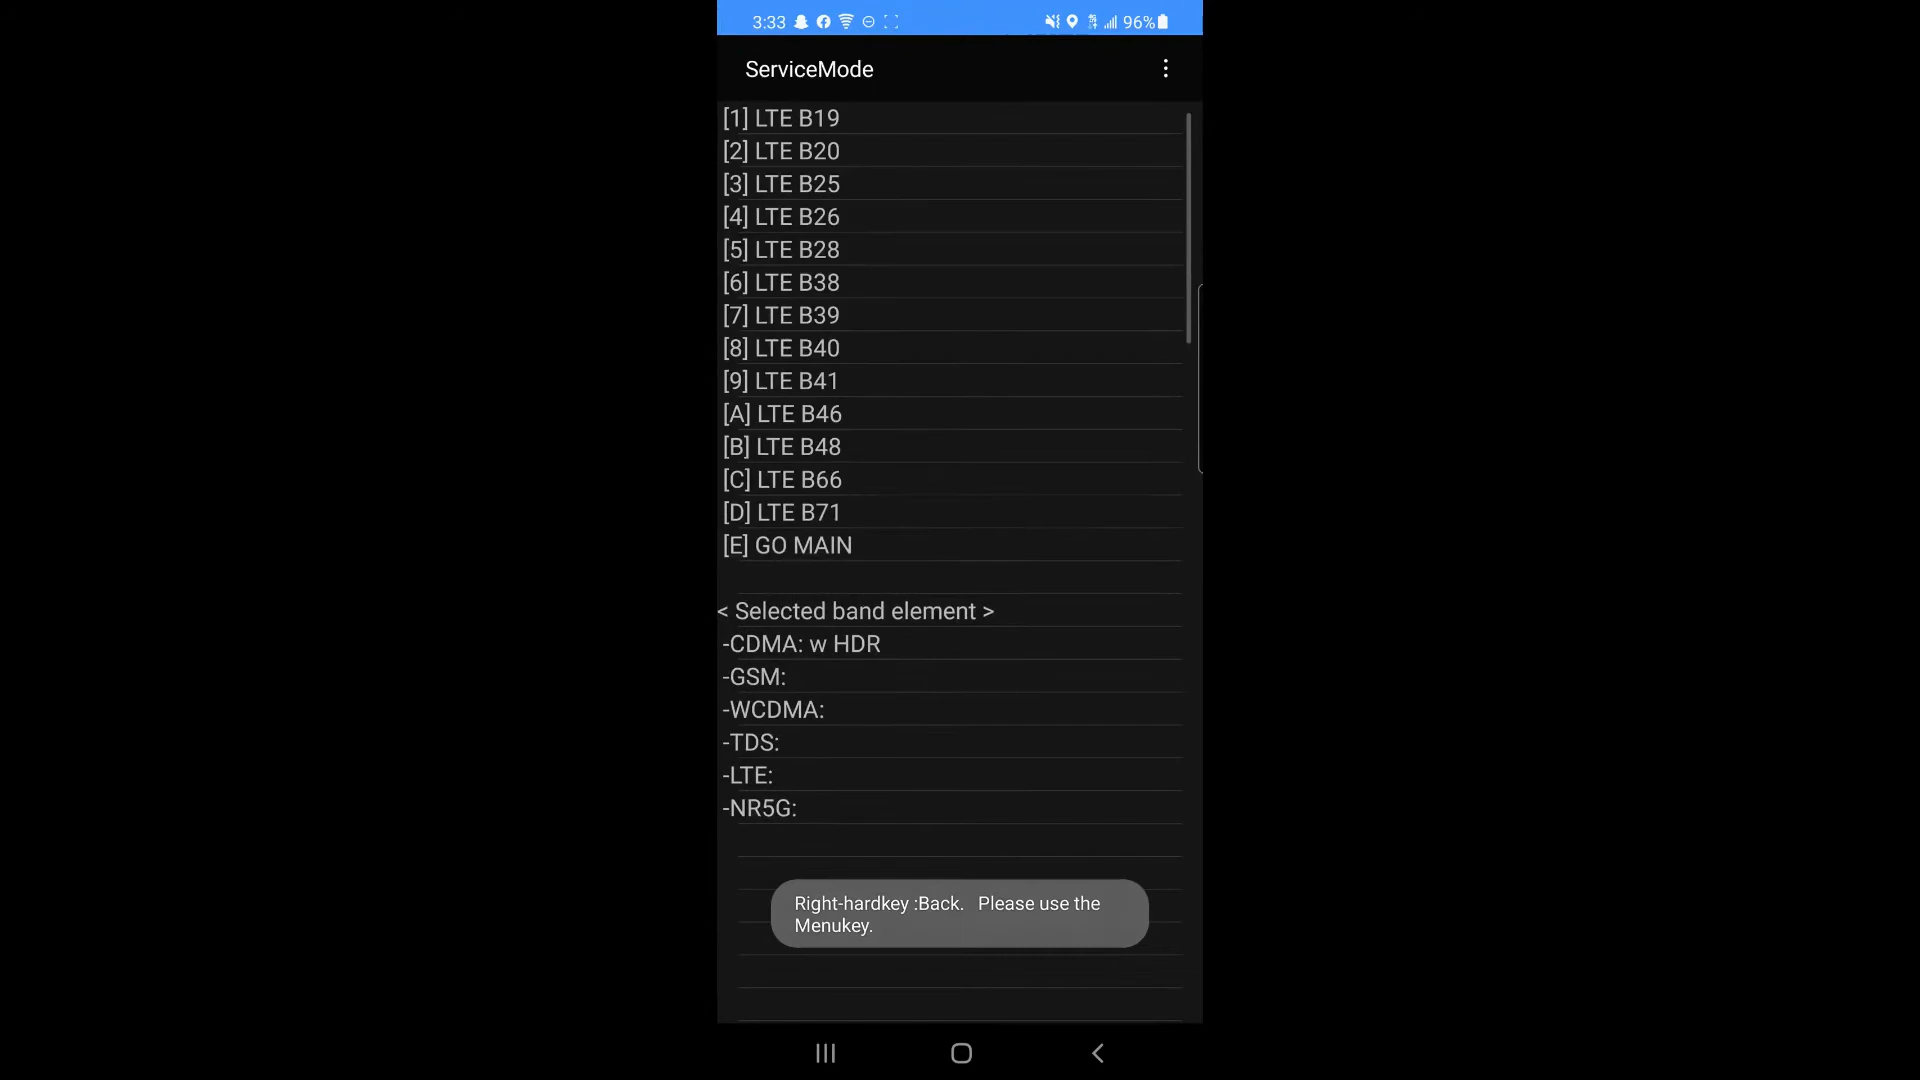 3:33 96%
ServiceMode
[1] LTE B19
[2] LTE B20
[3] LTE B25
[4] LTE B26
[5] LTE B28
[6] LTE B38
[7] LTE B39
[8] LTE B40
[9] LTE B41
[A] LTE B46
[B] LTE B48
[C] LTE B66
[D] LTE B71
[E] GO MAIN
< Selected band element >
-CDMA: w HDR
-GSM:
-WCDMA:
-TDS:
-LTE:
-NR5G:
Right-hardkey :Back.   Please use the
Menukey.